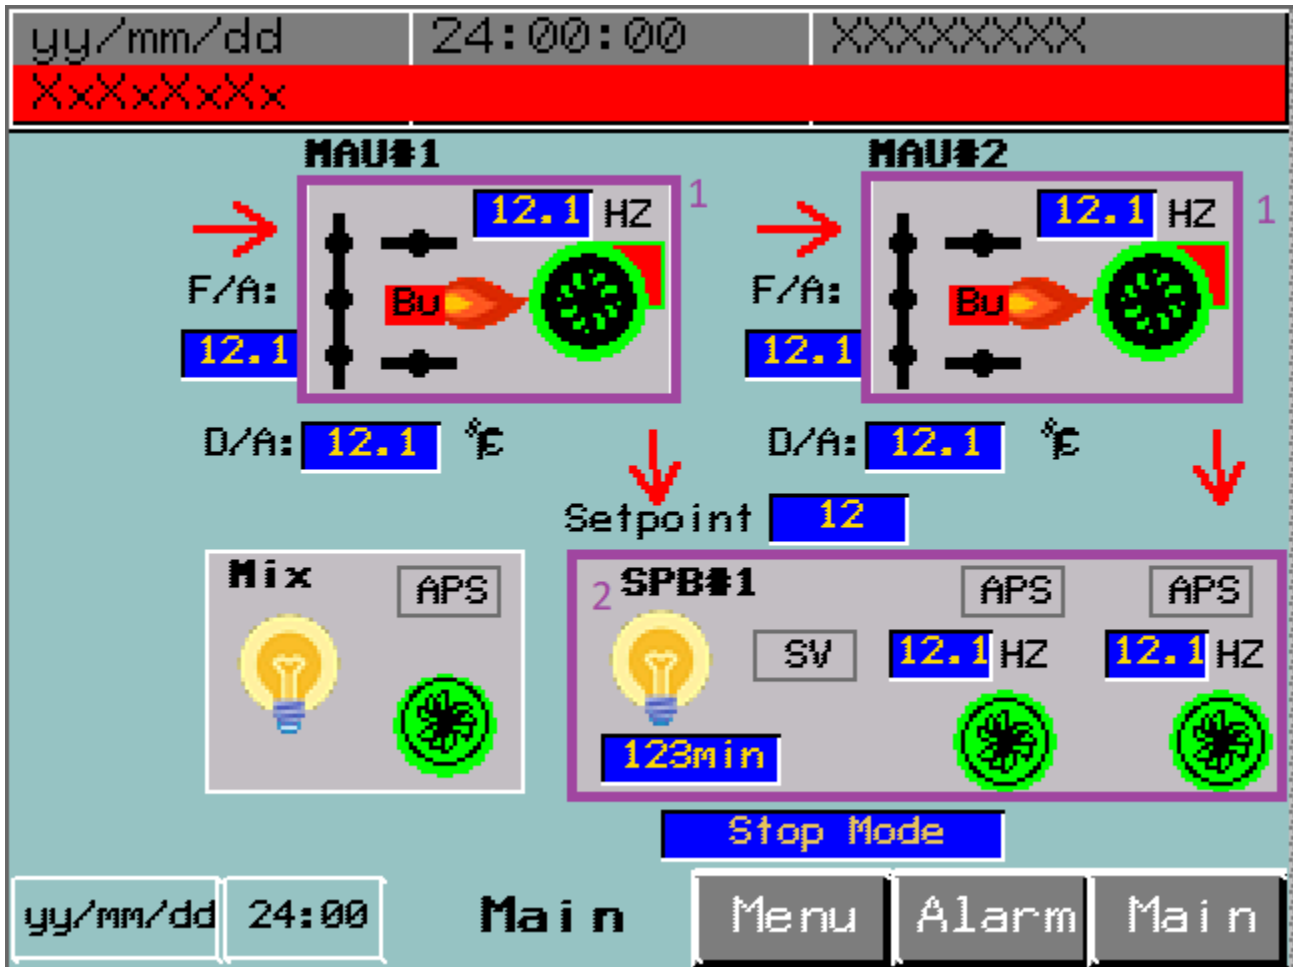 yy/mm/dd 24:00:00 XXXXXXXX
XxXxXxXx
MAU#1 MAU#2
12.1 HZ 1 12.1 HZ 1
F/A: Bu F/A: Bu
12.1 12.1
D/A: 12.1 °F D/A: 12.1 °F
Setpoint 12
Mix APS 2 SPB#1 APS APS
SV 12.1 HZ 12.1 HZ
123min
Stop Mode
yy/mm/dd 24:00 Main Menu Alarm Main